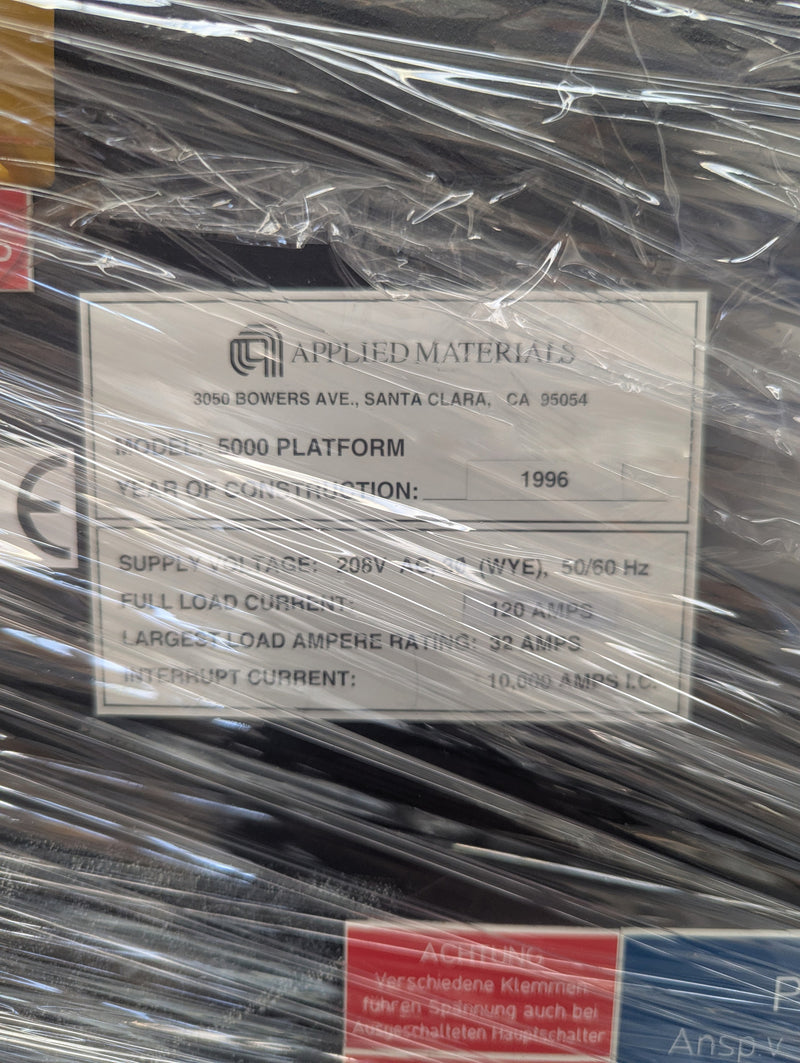 APPLIED MATERIALS
3050 BOWERS AVE., SANTA CLARA, CA 95054
MODEL: 5000 PLATFORM
YEAR OF CONSTRUCTION: 1996
CE
SUPPLY VOLTAGE: 208V AC, 3Ø (WYE), 50/60 Hz
FULL LOAD CURRENT: 120 AMPS
LARGEST LOAD AMPERE RATING: 32 AMPS
INTERRUPT CURRENT: 10,000 AMPS I.C.
ACHTUNG
Verschiedene Klemmen
führen Spannung auch bei
Ausgeschalteten Hauptschalter
P
Ansp